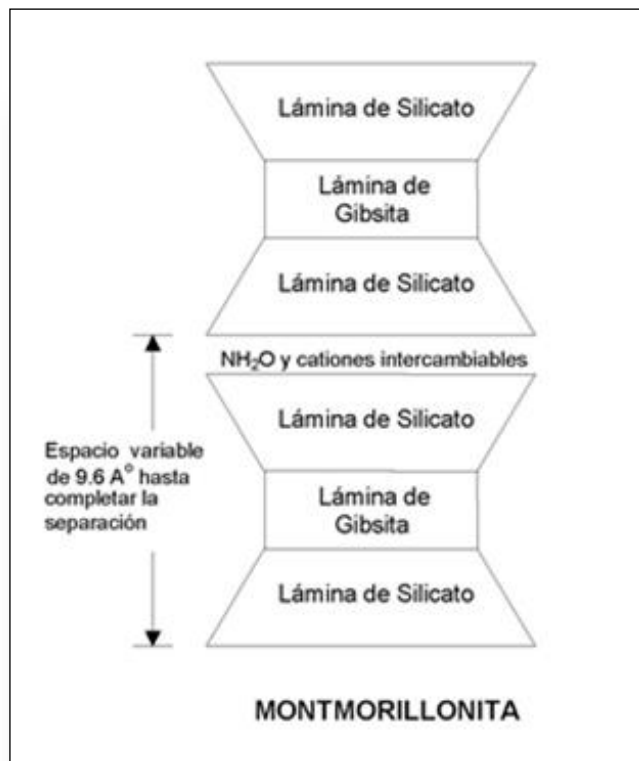 Lámina de Silicato
Lámina de
Gibsita
Lámina de Silicato
NH₂O y cationes intercambiables
Lámina de Silicato
Espacio variable
de 9.6 A° hasta
completar la
separación
Lámina de
Gibsita
Lámina de Silicato
MONTMORILLONITA